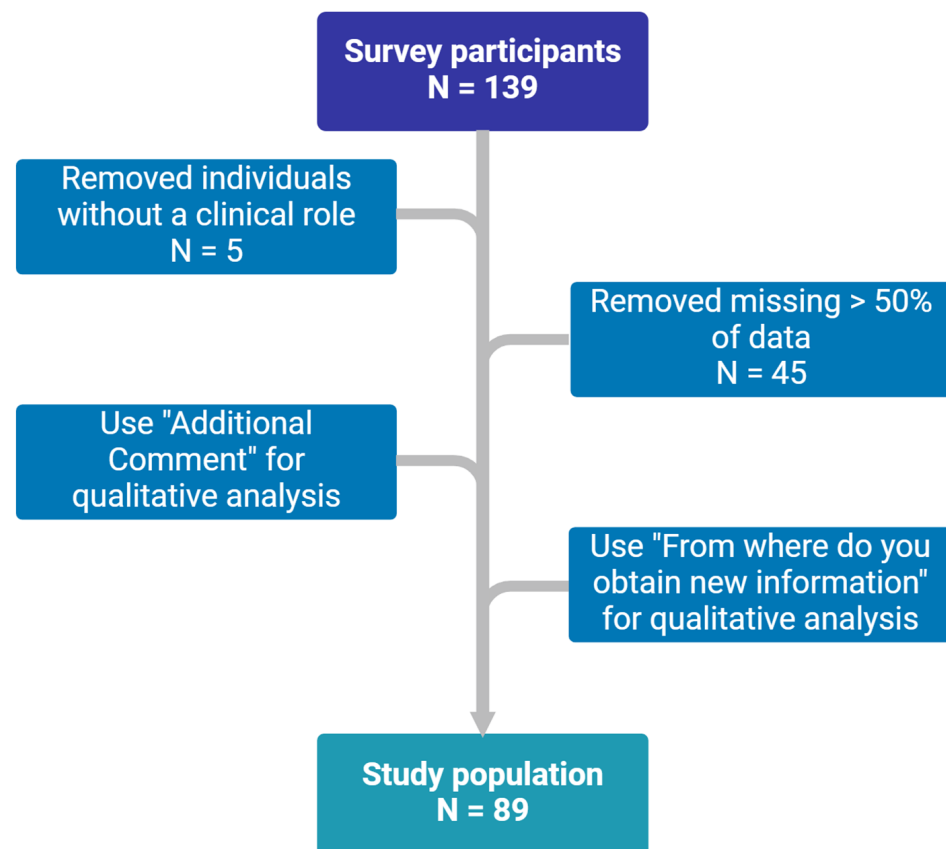 Survey participants
N = 139
Removed individuals
without a clinical role
N = 5
Removed missing > 50%
of data
N = 45
Use "Additional
Comment" for
qualitative analysis
Use "From where do you
obtain new information"
for qualitative analysis
Study population
N = 89